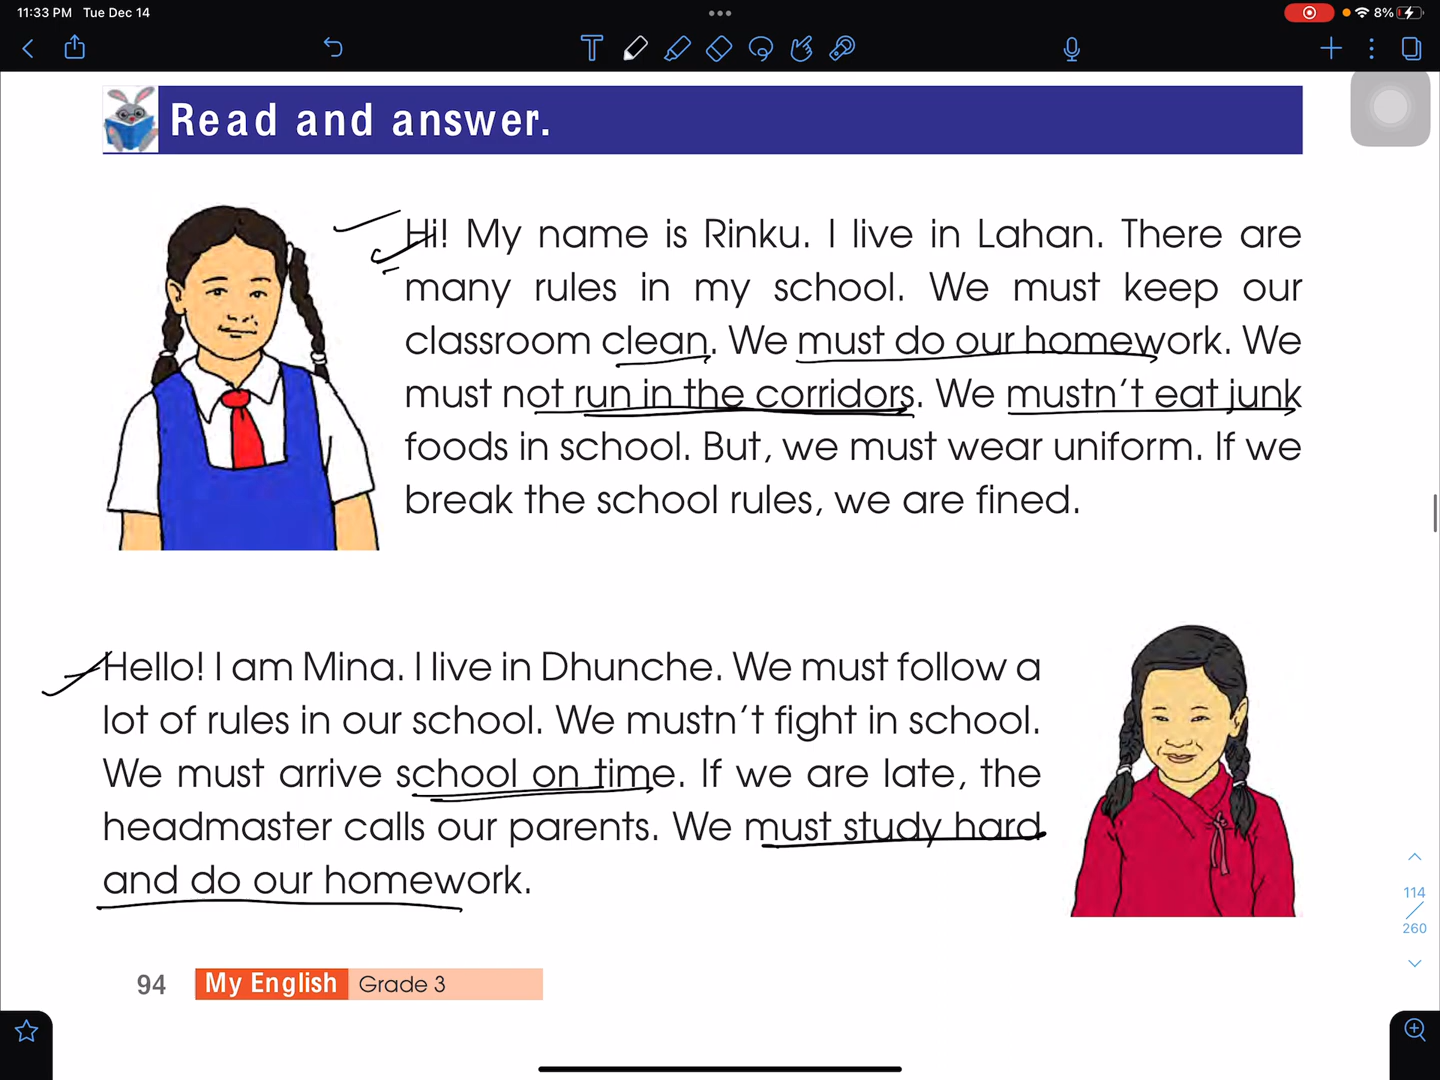 11:33 PM Tue Dec 14
8%
T
Read and answer.
Hi! My name is Rinku. I live in Lahan. There are
many rules in my school. We must keep our
classroom clean. We must do our homework. We
must not run in the corridors. We mustn't eat junk
foods in school. But, we must wear uniform. If we
break the school rules, we are fined.
Hello! I am Mina. I live in Dhunche. We must follow a
lot of rules in our school. We mustn't fight in school.
We must arrive school on time. If we are late, the
headmaster calls our parents. We must study hard
and do our homework.
114
/
260
94 My English Grade 3